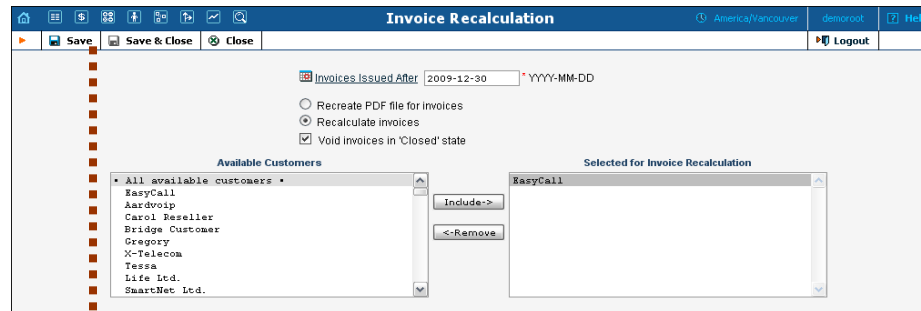 Invoice Recalculation
America/Vancouver
demoroot
? Hel
Save
Save & Close
Close
Logout
Invoices Issued After 2009-12-30 * YYYY-MM-DD
Recreate PDF file for invoices
Recalculate invoices
Void invoices in 'Closed' state
Available Customers
• All available customers •
EasyCall
Aardvoip
Carol Reseller
Bridge Customer
Gregory
X-Telecom
Tessa
Life Ltd.
SmartNet Ltd.
Include->
<-Remove
Selected for Invoice Recalculation
EasyCall